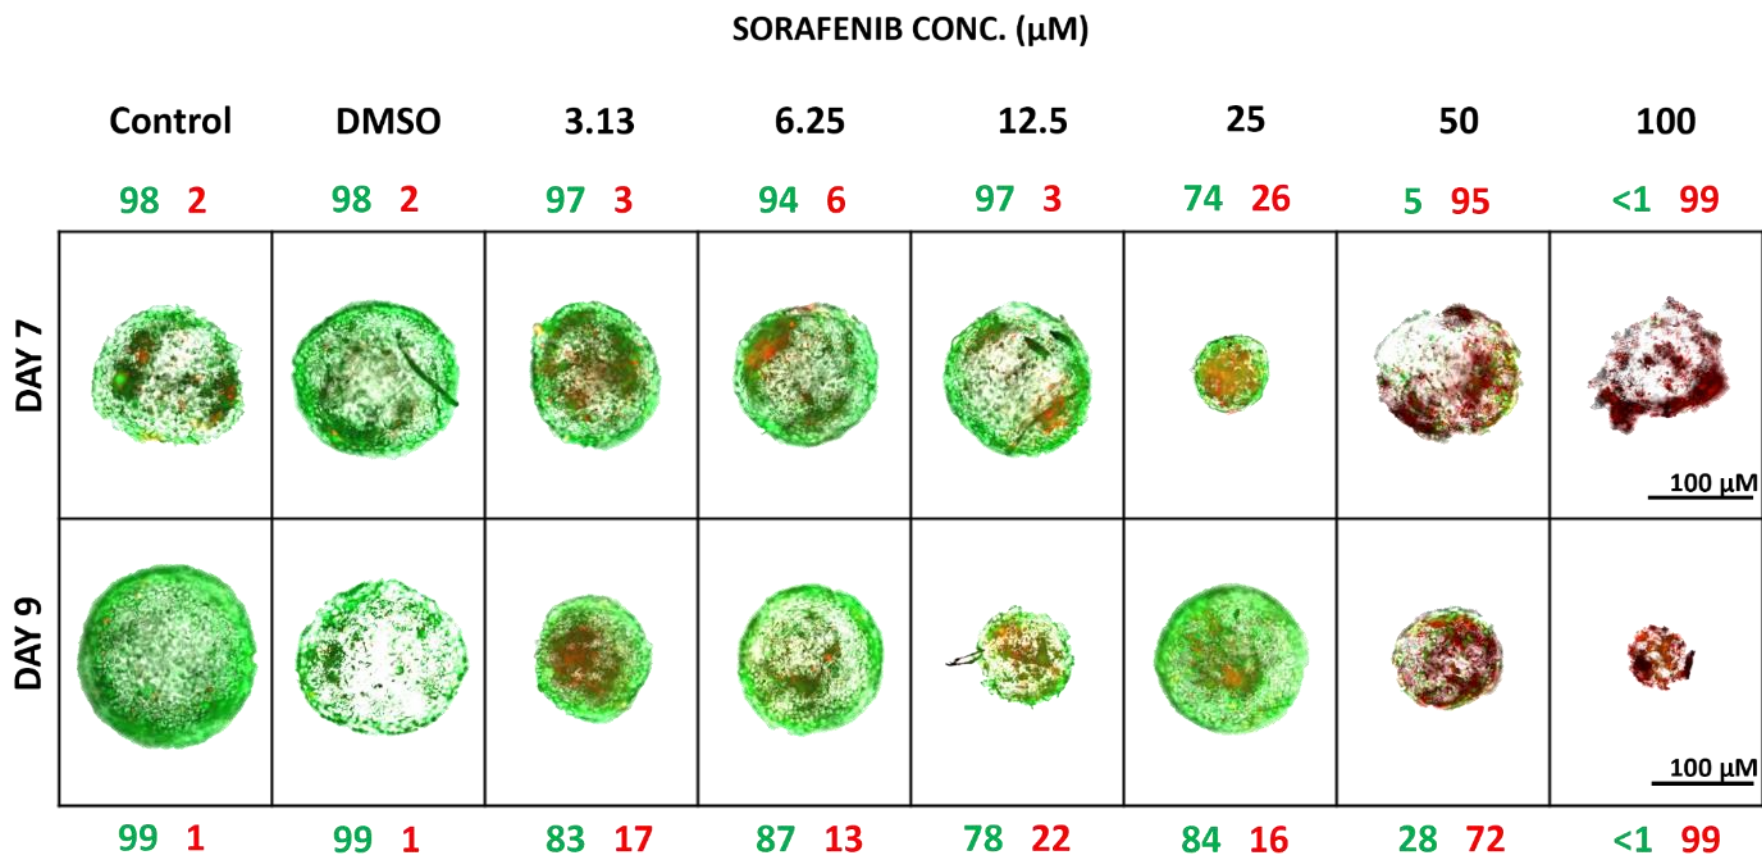 SORAFENIB CONC. (µM)
Control DMSO 3.13 6.25 12.5 25 50 100
98 2 98 2 97 3 94 6 97 3 74 26 5 95 <1 99
DAY 7
100 µM
DAY 9
100 µM
99 1 99 1 83 17 87 13 78 22 84 16 28 72 <1 99